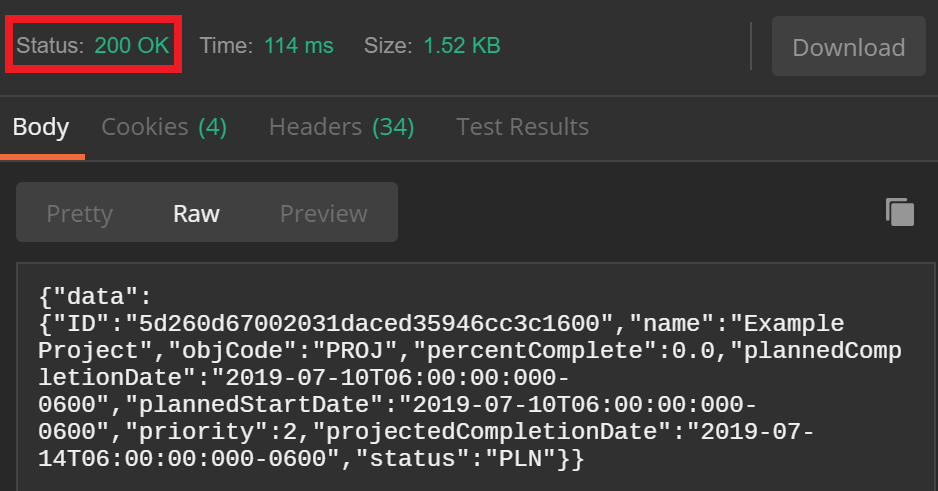 Status: 200 OK Time: 114 ms Size: 1.52 KB Download
Body Cookies (4) Headers (34) Test Results
Pretty Raw Preview
{"data":
{"ID":"5d260d67002031daced35946cc3c1600","name":"Example
Project","objCode":"PROJ","percentComplete":0.0,"plannedComp
letionDate":"2019-07-10T06:00:00:000-
0600","plannedStartDate":"2019-07-10T06:00:00:000-
0600","priority":2,"projectedCompletionDate":"2019-07-
14T06:00:00:000-0600","status":"PLN"}}